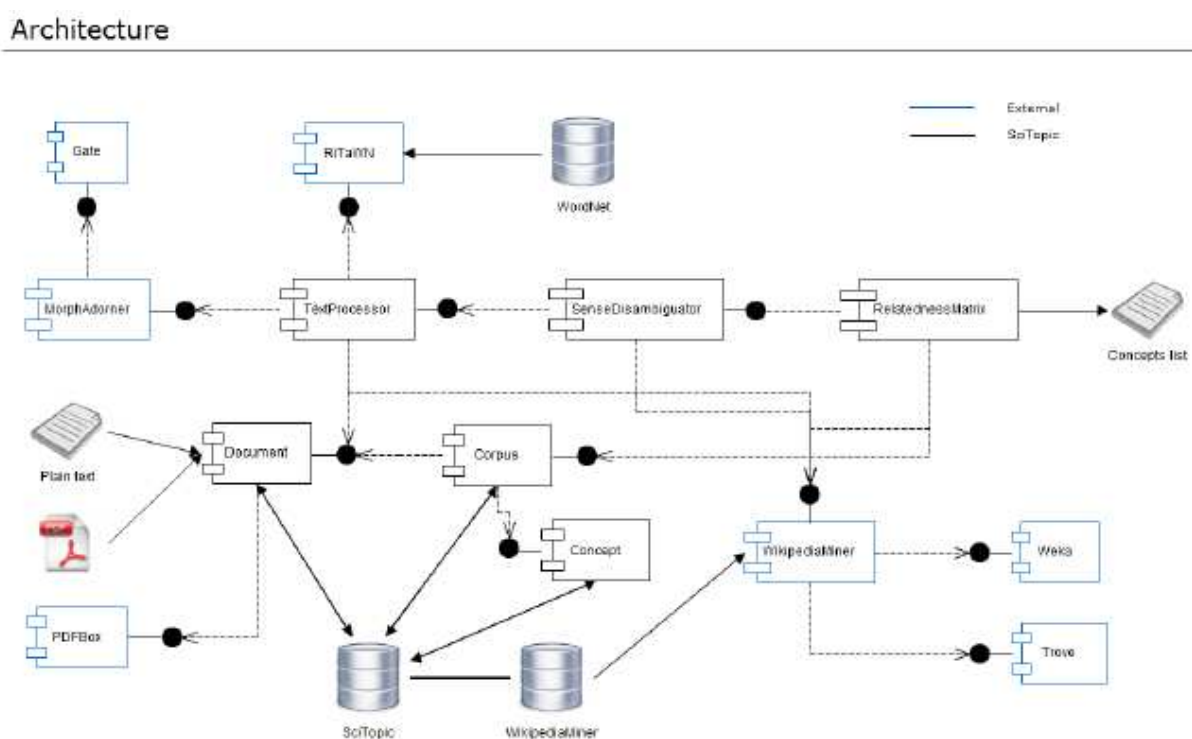 Architecture
External
SciTopic
Gate
RiTaWN
WordNet
MorphAdorner
TextProcessor
SenseDisambiguator
RelatednessMatrix
Concepts list
Plain text
Document
Corpus
Concept
WikipediaMiner
Weka
PDFBox
Trove
SciTopic
WikipediaMiner